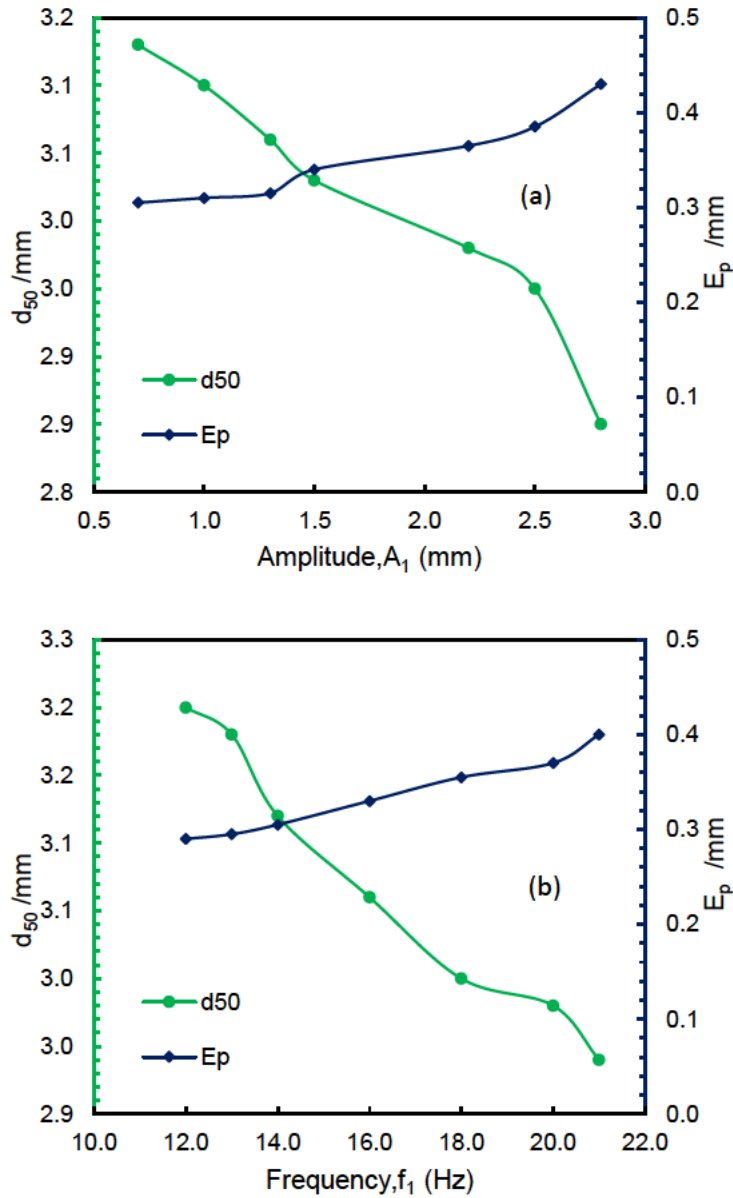 3.2
3.1
3.1
3.0
3.0
2.9
2.9
2.8
d50 /mm
0.5
0.4
0.3
0.2
0.1
0.0
Ep /mm
(a)
d50
Ep
0.5 1.0 1.5 2.0 2.5 3.0
Amplitude,A1 (mm)
3.3
3.2
3.2
3.1
3.1
3.0
3.0
2.9
d50 /mm
0.5
0.4
0.3
0.2
0.1
0.0
Ep /mm
(b)
d50
Ep
10.0 12.0 14.0 16.0 18.0 20.0 22.0
Frequency,f1 (Hz)